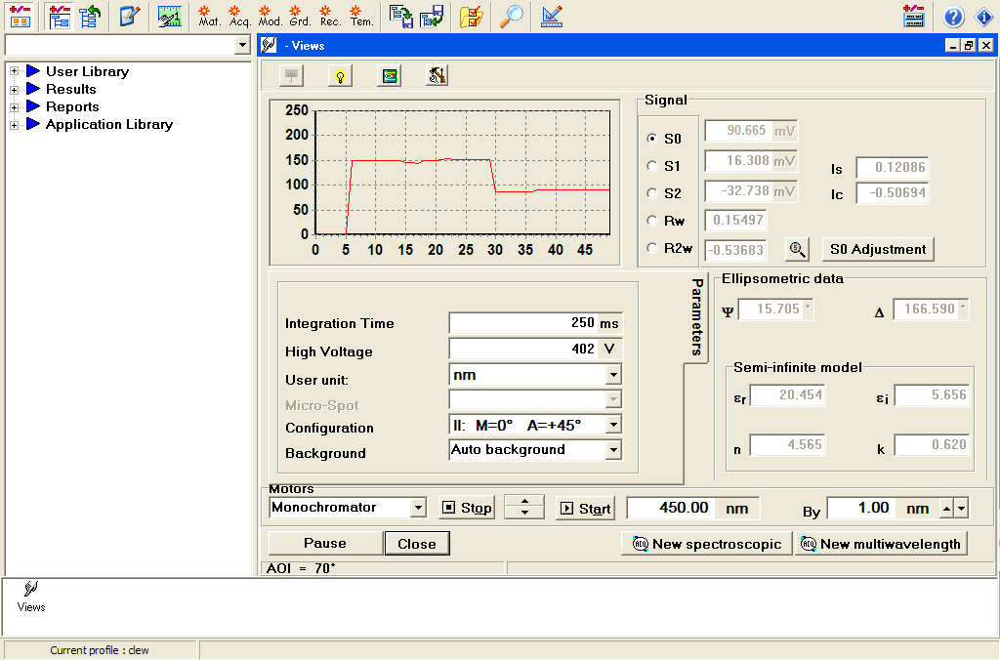 Mat. Acq. Mod. Grd. Rec. Tem.
- Views
User Library
Results
Reports
Application Library
250
200
150
100
50
0
0 5 10 15 20 25 30 35 40 45
Signal
S0 90.665 mV
S1 16.308 mV
S2 -32.738 mV
Rw 0.15497
R2w -0.53683
Is 0.12086
Ic -0.50694
S0 Adjustment
Parameters
Integration Time 250 ms
High Voltage 402 V
User unit: nm
Micro-Spot
Configuration II: M=0° A=+45°
Background Auto background
Ellipsometric data
Ψ 15.705 ° Δ 166.590 °
Semi-infinite model
εr 20.454 εi 5.656
n 4.565 k 0.620
Motors
Monochromator Stop Start 450.00 nm By 1.00 nm
Pause Close ACQ New spectroscopic ACQ New multiwavelength
AOI = 70°
Views
Current profile : clew